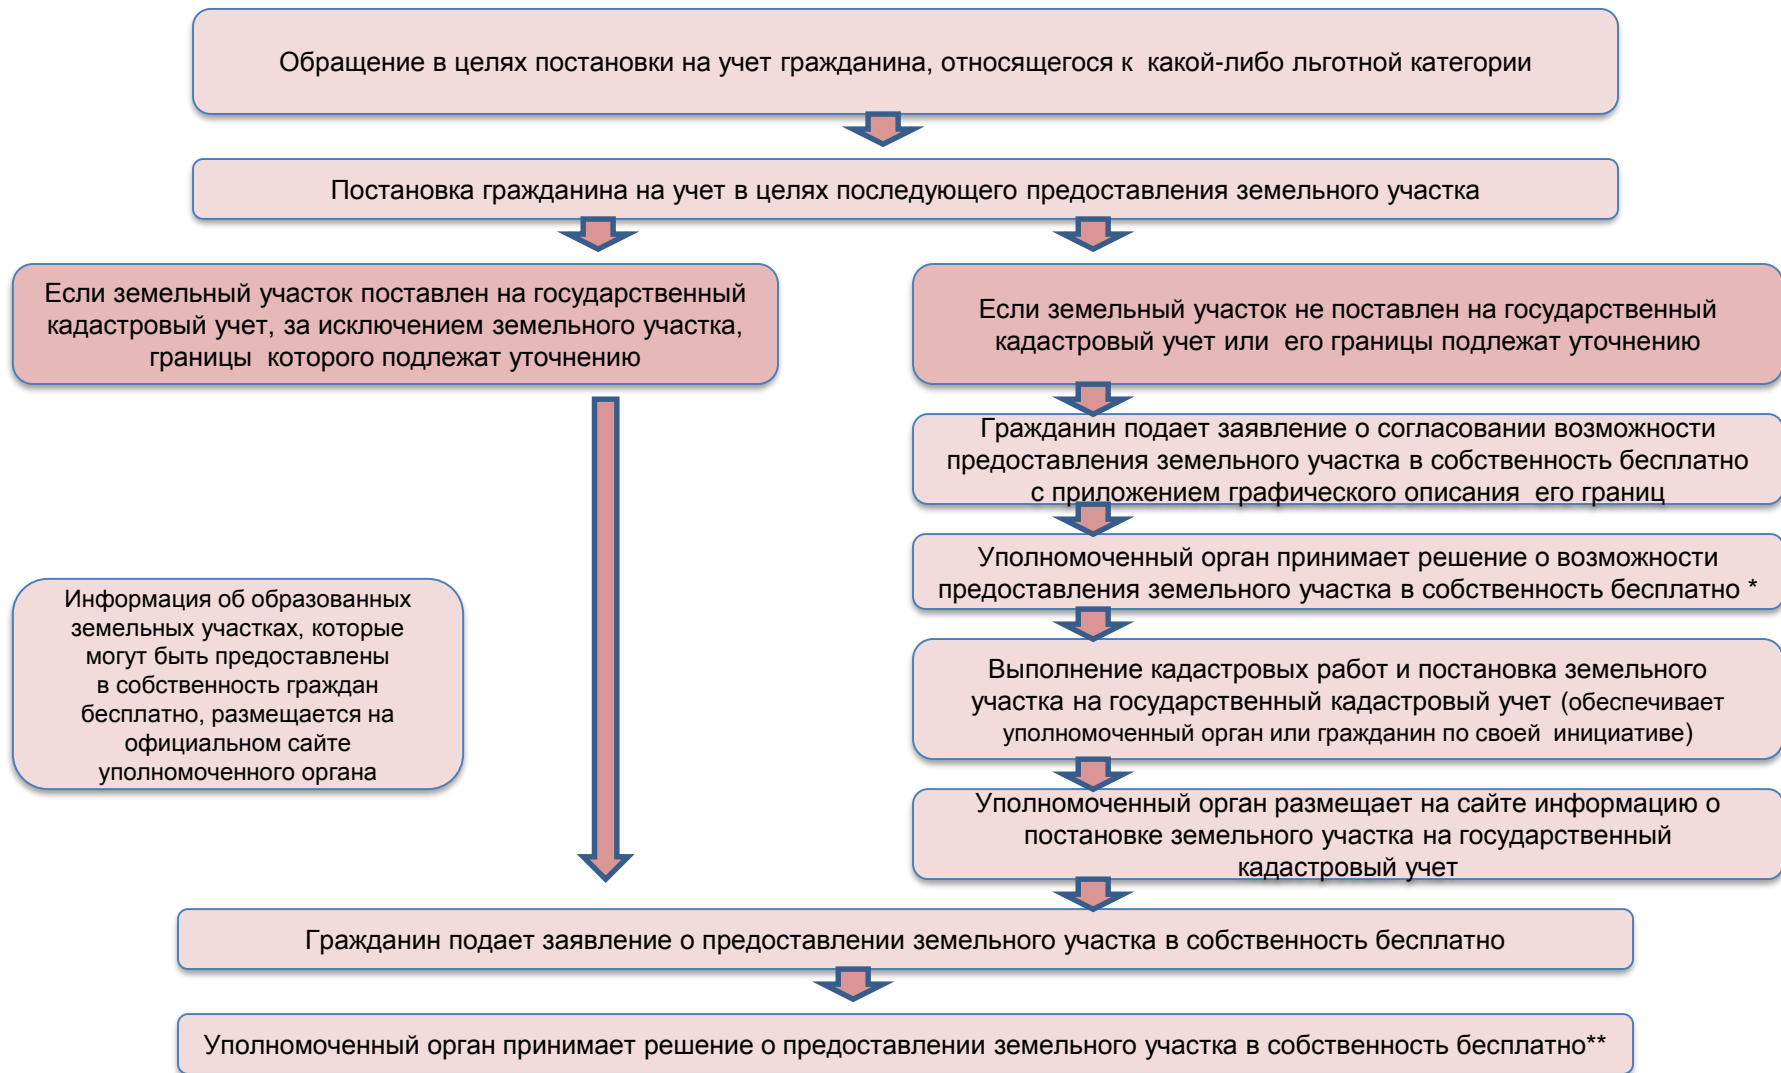 Обращение в целях постановки на учет гражданина, относящегося к какой-либо льготной категории
Постановка гражданина на учет в целях последующего предоставления земельного участка
Если земельный участок поставлен на государственный
кадастровый учет, за исключением земельного участка,
границы которого подлежат уточнению
Информация об образованных
земельных участках, которые
могут быть предоставлены
в собственность граждан
бесплатно, размещается на
официальном сайте
уполномоченного органа
Если земельный участок не поставлен на государственный
кадастровый учет или его границы подлежат уточнению
Гражданин подает заявление о согласовании возможности
предоставления земельного участка в собственность бесплатно
с приложением графического описания его границ
Уполномоченный орган принимает решение о возможности
предоставления земельного участка в собственность бесплатно *
Выполнение кадастровых работ и постановка земельного
участка на государственный кадастровый учет (обеспечивает
уполномоченный орган или гражданин по своей инициативе)
Уполномоченный орган размещает на сайте информацию о
постановке земельного участка на государственный
кадастровый учет
Гражданин подает заявление о предоставлении земельного участка в собственность бесплатно
Уполномоченный орган принимает решение о предоставлении земельного участка в собственность бесплатно**